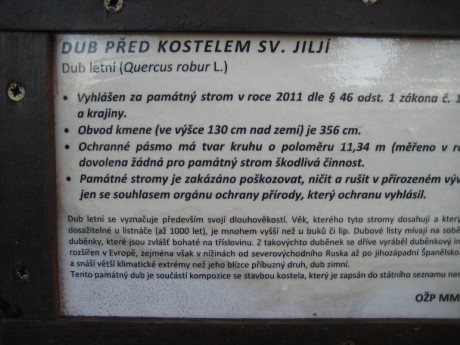 DUB PŘED KOSTELEM SV. JILJÍ
Dub letní (Quercus robur L.)
• Vyhlášen za památný strom v roce 2011 dle § 46 odst. 1 zákona č. 1
a krajiny.
• Obvod kmene (ve výšce 130 cm nad zemí) je 356 cm.
• Ochranné pásmo má tvar kruhu o poloměru 11,34 m (měřeno v
dovolena žádná pro památný strom škodlivá činnost.
• Památné stromy je zakázáno poškozovat, ničit a rušit v přirozeném
jen se souhlasem orgánu ochrany přírody, který ochranu vyhlásil.
Dub letní se vyznačuje především svojí dlouhověkostí. Věk, kterého tyto stromy dosahují a
dosažitelné u listnáče (až 1000 let), je mnohem vyšší než u buků či lip. Dubové listy mívají na
duběnky, které jsou zvlášť bohaté na tříslovinu. Z takovýchto duběnek se dříve vyráběl duběnkový
rozšířen v Evropě, zejména však v nížinách od severovýchodního Ruska až po jihozápadní Španělsko
a snáší větší klimatické extrémy než jeho blízce příbuzný druh, dub zimní.
Tento památný dub je součástí kompozice se stavbou kostela, který je zapsán do státního seznamu
OŽP MM